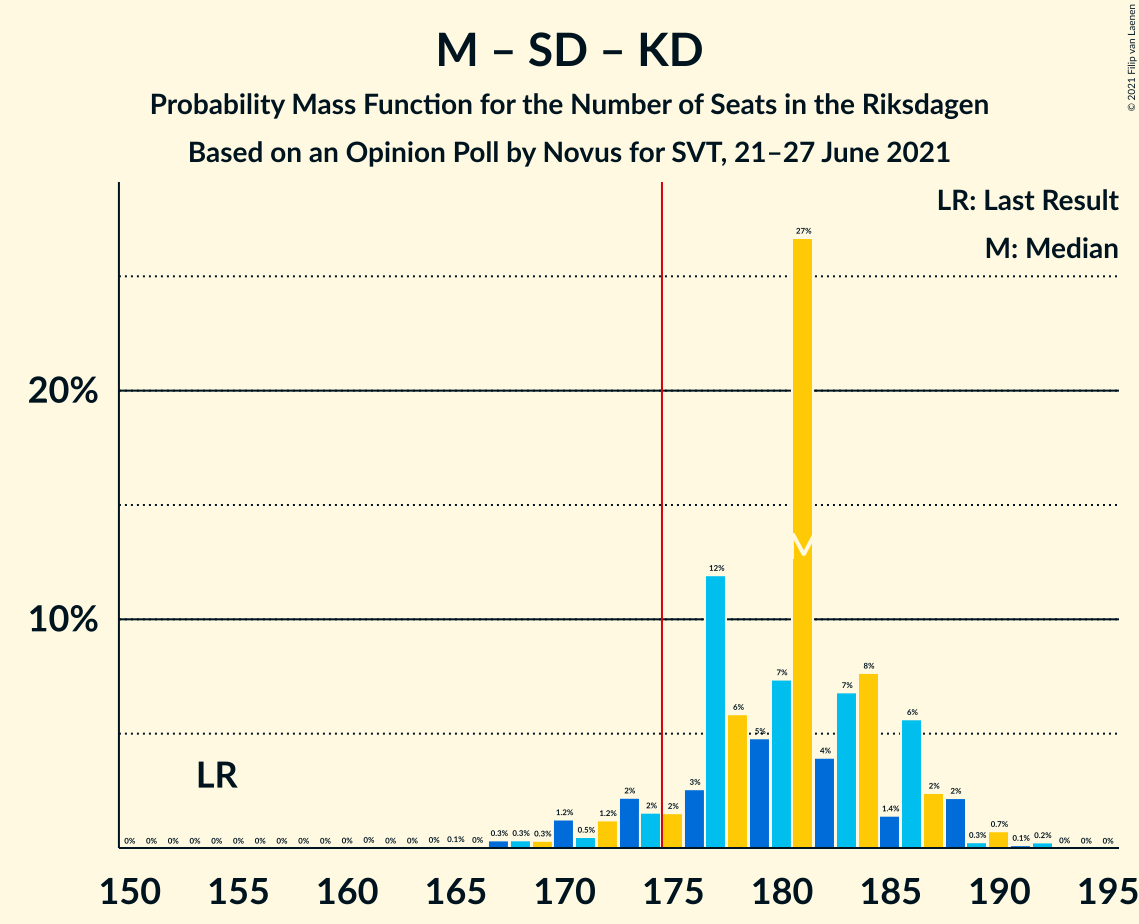 M – SD – KD
Probability Mass Function for the Number of Seats in the Riksdagen
Based on an Opinion Poll by Novus for SVT, 21–27 June 2021
© 2021 Filip van Laenen
LR: Last Result
M: Median
20%
10%
LR
M
0% 0% 0% 0% 0% 0% 0% 0% 0% 0% 0% 0% 0% 0% 0% 0.1% 0% 0.3% 0.3% 0.3% 1.2% 0.5% 1.2% 2% 2% 2% 3% 12% 6% 5% 7% 27% 4% 7% 8% 1.4% 6% 2% 2% 0.3% 0.7% 0.1% 0.2% 0% 0% 0%
150 155 160 165 170 175 180 185 190 195